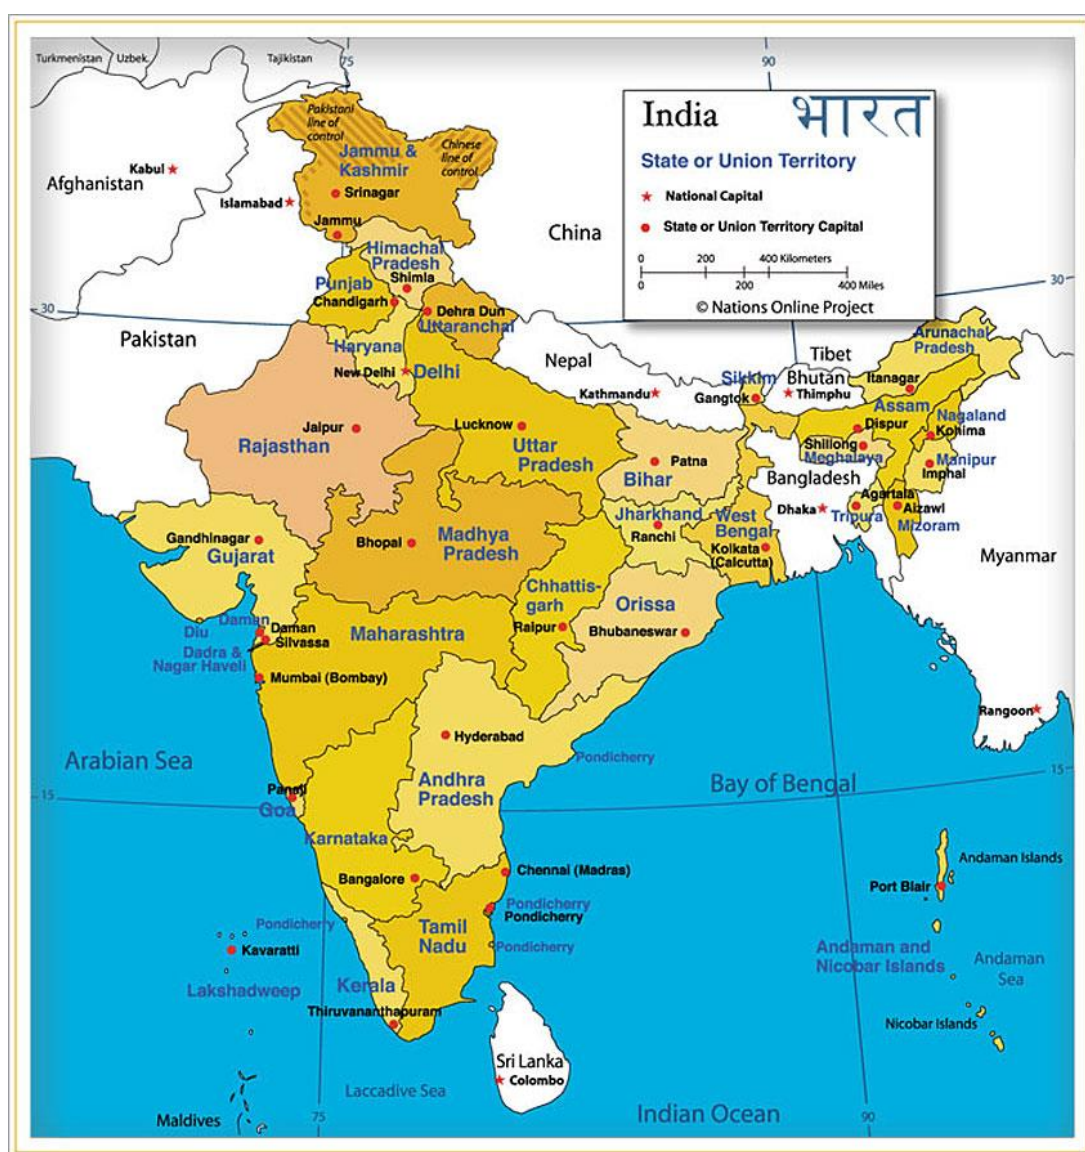 Turkmenistan
Uzbek.
Tajikistan
75
90
India भारत
State or Union Territory
National Capital
State or Union Territory Capital
0 200 400 Kilometers
0 200 400 Miles
© Nations Online Project
Pakistani
line of
control
Chinese
line of
control
Jammu &
Kashmir
Kabul
Afghanistan
Srinagar
Islamabad
Jammu
China
Himachal
Pradesh
Punjab
Shimla
Chandigarh
30
30
Dehra Dun
Uttaranchal
Pakistan
Haryana
Arunachal
Pradesh
Nepal
Tibet
New Delhi
Delhi
Sikkim
Bhutan
Itanagar
Kathmandu
Gangtok
Thimphu
Assam
Nagaland
Jaipur
Lucknow
Dispur
Kohima
Rajasthan
Uttar
Pradesh
Shillong
Meghalaya
Manipur
Imphal
Patna
Bihar
Bangladesh
Agartala
Jharkhand
West
Bengal
Dhaka
Tripura
Aizawl
Mizoram
Gandhinagar
Gujarat
Bhopal
Madhya
Pradesh
Ranchi
Kolkata
(Calcutta)
Myanmar
Chhattis-
garh
Orissa
Daman
Diu
Daman
Silvassa
Maharashtra
Raipur
Bhubaneswar
Dadra &
Nagar Haveli
Mumbai (Bombay)
Rangoon
Hyderabad
Arabian Sea
Pondicherry
Andhra
Pradesh
Bay of Bengal
15
15
Panaji
Goa
Karnataka
Andaman Islands
Bangalore
Chennai (Madras)
Port Blair
Pondicherry
Pondicherry
Pondicherry
Tamil
Nadu
Pondicherry
Kavaratti
Andaman and
Nicobar Islands
Andaman
Sea
Lakshadweep
Kerala
Thiruvananthapuram
Nicobar Islands
Sri Lanka
Colombo
Laccadive Sea
Maldives
75
Indian Ocean
90